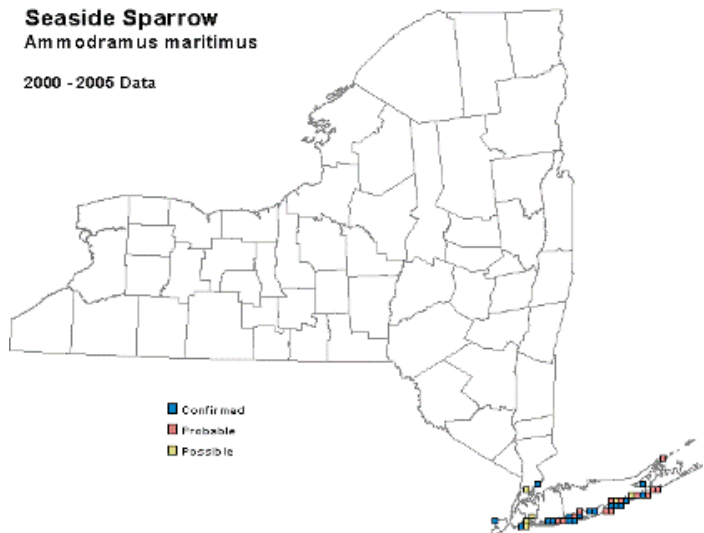 Seaside Sparrow
Ammodramus maritimus
2000 - 2005 Data
Confirmed
Probable
Possible